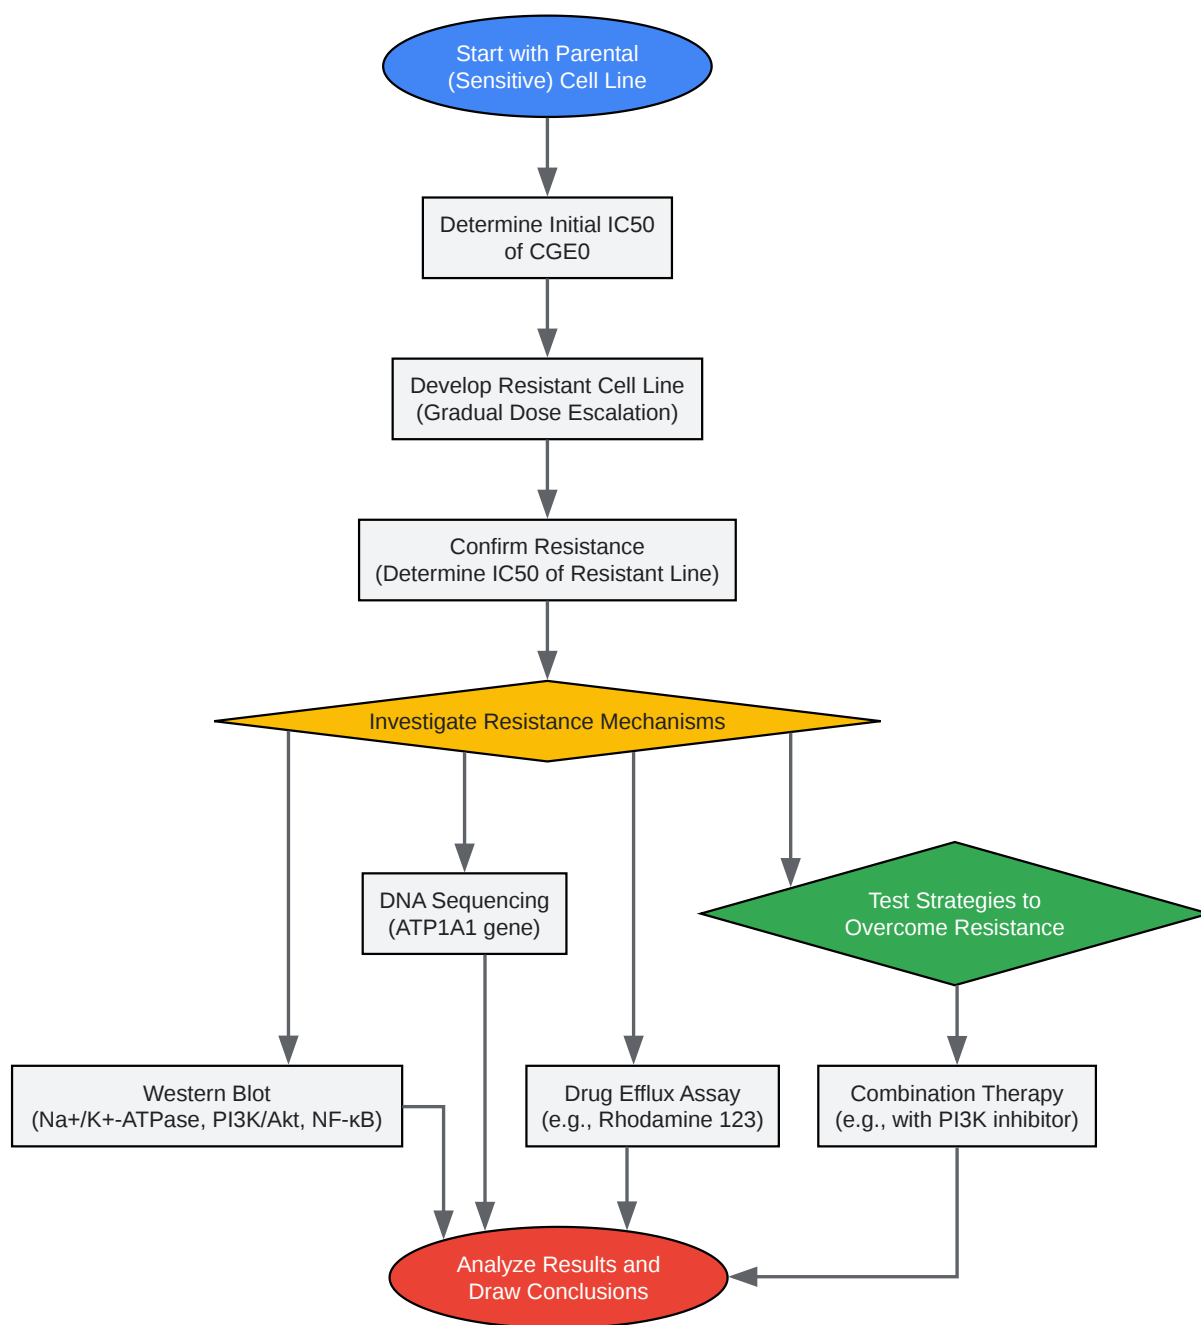 Start with Parental
(Sensitive) Cell Line
Determine Initial IC50
of CGE0
Develop Resistant Cell Line
(Gradual Dose Escalation)
Confirm Resistance
(Determine IC50 of Resistant Line)
Investigate Resistance Mechanisms
DNA Sequencing
(ATP1A1 gene)
Test Strategies to
Overcome Resistance
Western Blot
(Na+/K+-ATPase, PI3K/Akt, NF-κB)
Drug Efflux Assay
(e.g., Rhodamine 123)
Combination Therapy
(e.g., with PI3K inhibitor)
Analyze Results and
Draw Conclusions